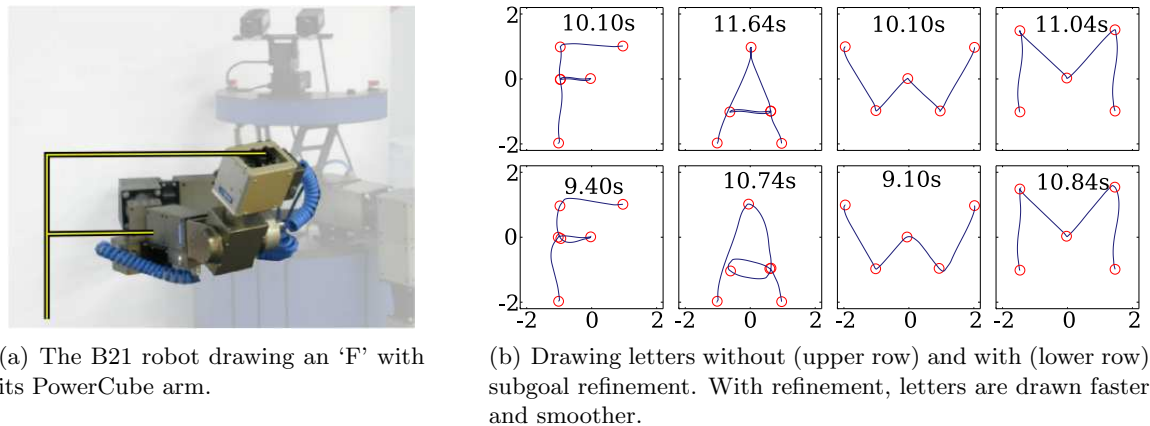 10.10s 11.64s 10.10s 11.04s
2
0
-2
9.40s 10.74s 9.10s 10.84s
2
0
-2
-2 0 2 -2 0 2 -2 0 2 -2 0 2
(a) The B21 robot drawing an ‘F’ with
its PowerCube arm.
(b) Drawing letters without (upper row) and with (lower row)
subgoal refinement. With refinement, letters are drawn faster
and smoother.